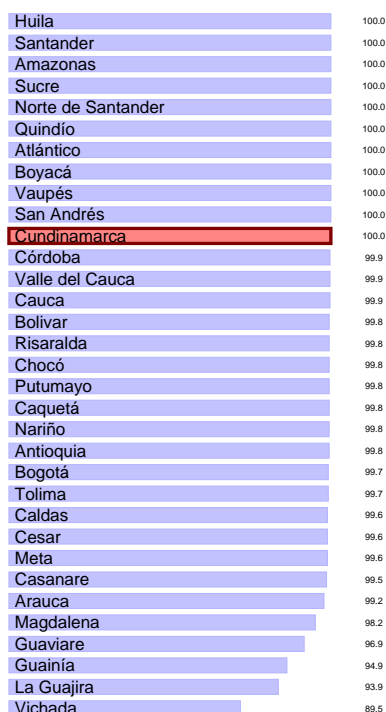 Huila 100.0
Santander 100.0
Amazonas 100.0
Sucre 100.0
Norte de Santander 100.0
Quindío 100.0
Atlántico 100.0
Boyacá 100.0
Vaupés 100.0
San Andrés 100.0
Cundinamarca 100.0
Córdoba 99.9
Valle del Cauca 99.9
Cauca 99.9
Bolivar 99.8
Risaralda 99.8
Chocó 99.8
Putumayo 99.8
Caquetá 99.8
Nariño 99.8
Antioquia 99.8
Bogotá 99.7
Tolima 99.7
Caldas 99.6
Cesar 99.6
Meta 99.6
Casanare 99.5
Arauca 99.2
Magdalena 98.2
Guaviare 96.9
Guainía 94.9
La Guajira 93.9
Vichada 89.5